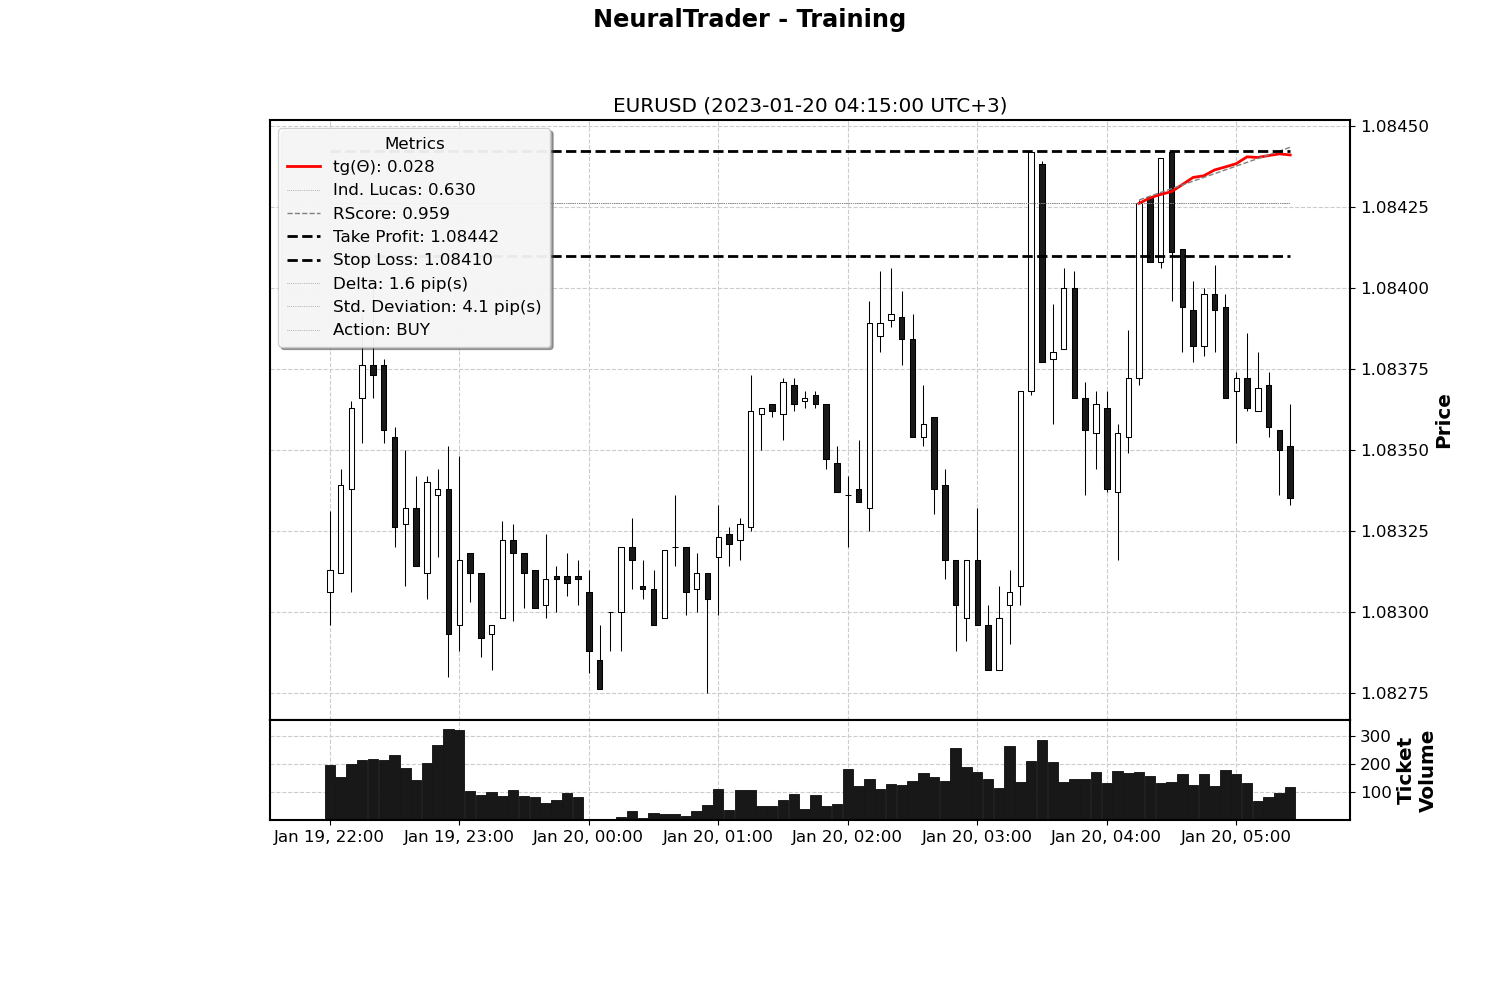 NeuralTrader - Training
EURUSD (2023-01-20 04:15:00 UTC+3)
Metrics
tg(Θ): 0.028
Ind. Lucas: 0.630
RScore: 0.959
Take Profit: 1.08442
Stop Loss: 1.08410
Delta: 1.6 pip(s)
Std. Deviation: 4.1 pip(s)
Action: BUY
1.08450
1.08425
1.08400
1.08375
1.08350
1.08325
1.08300
1.08275
Price
300
200
100
Ticket
Volume
Jan 19, 22:00
Jan 19, 23:00
Jan 20, 00:00
Jan 20, 01:00
Jan 20, 02:00
Jan 20, 03:00
Jan 20, 04:00
Jan 20, 05:00